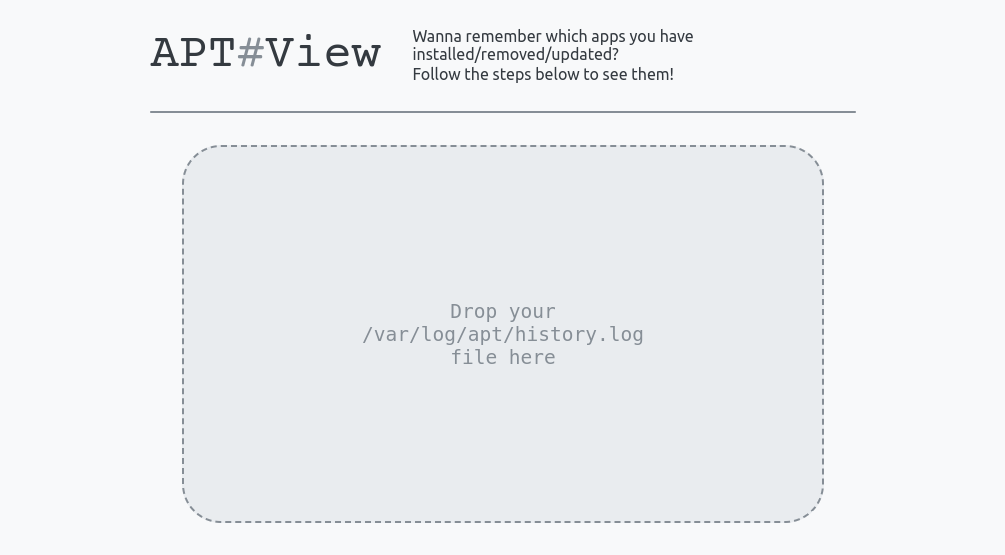 APT#View
Wanna remember which apps you have
installed/removed/updated?
Follow the steps below to see them!
Drop your
/var/log/apt/history.log
file here